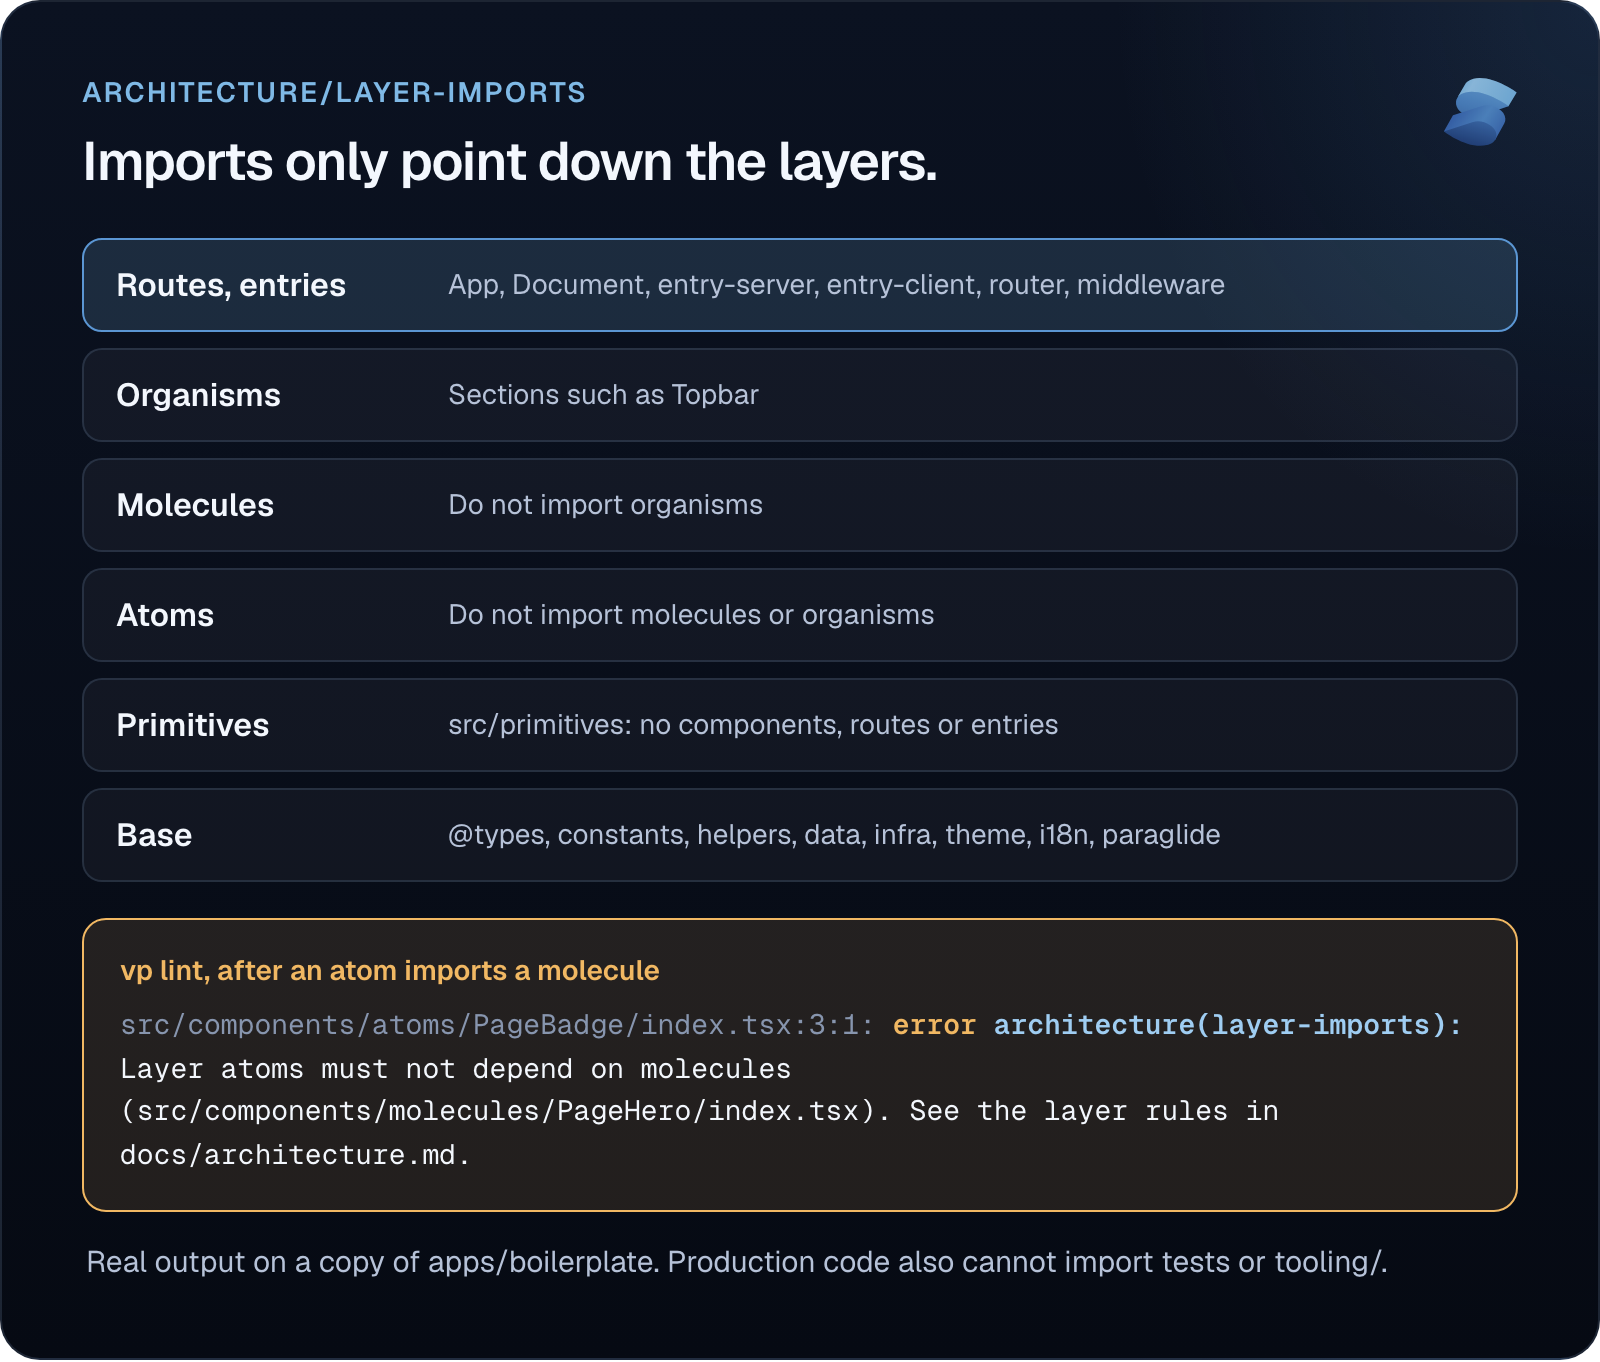 ARCHITECTURE/LAYER-IMPORTS
Imports only point down the layers.
Routes, entries
App, Document, entry-server, entry-client, router, middleware
Organisms
Sections such as Topbar
Molecules
Do not import organisms
Atoms
Do not import molecules or organisms
Primitives
src/primitives: no components, routes or entries
Base
@types, constants, helpers, data, infra, theme, i18n, paraglide
vp lint, after an atom imports a molecule
src/components/atoms/PageBadge/index.tsx:3:1: error architecture(layer-imports):
Layer atoms must not depend on molecules
(src/components/molecules/PageHero/index.tsx). See the layer rules in
docs/architecture.md.
Real output on a copy of apps/boilerplate. Production code also cannot import tests or tooling/.